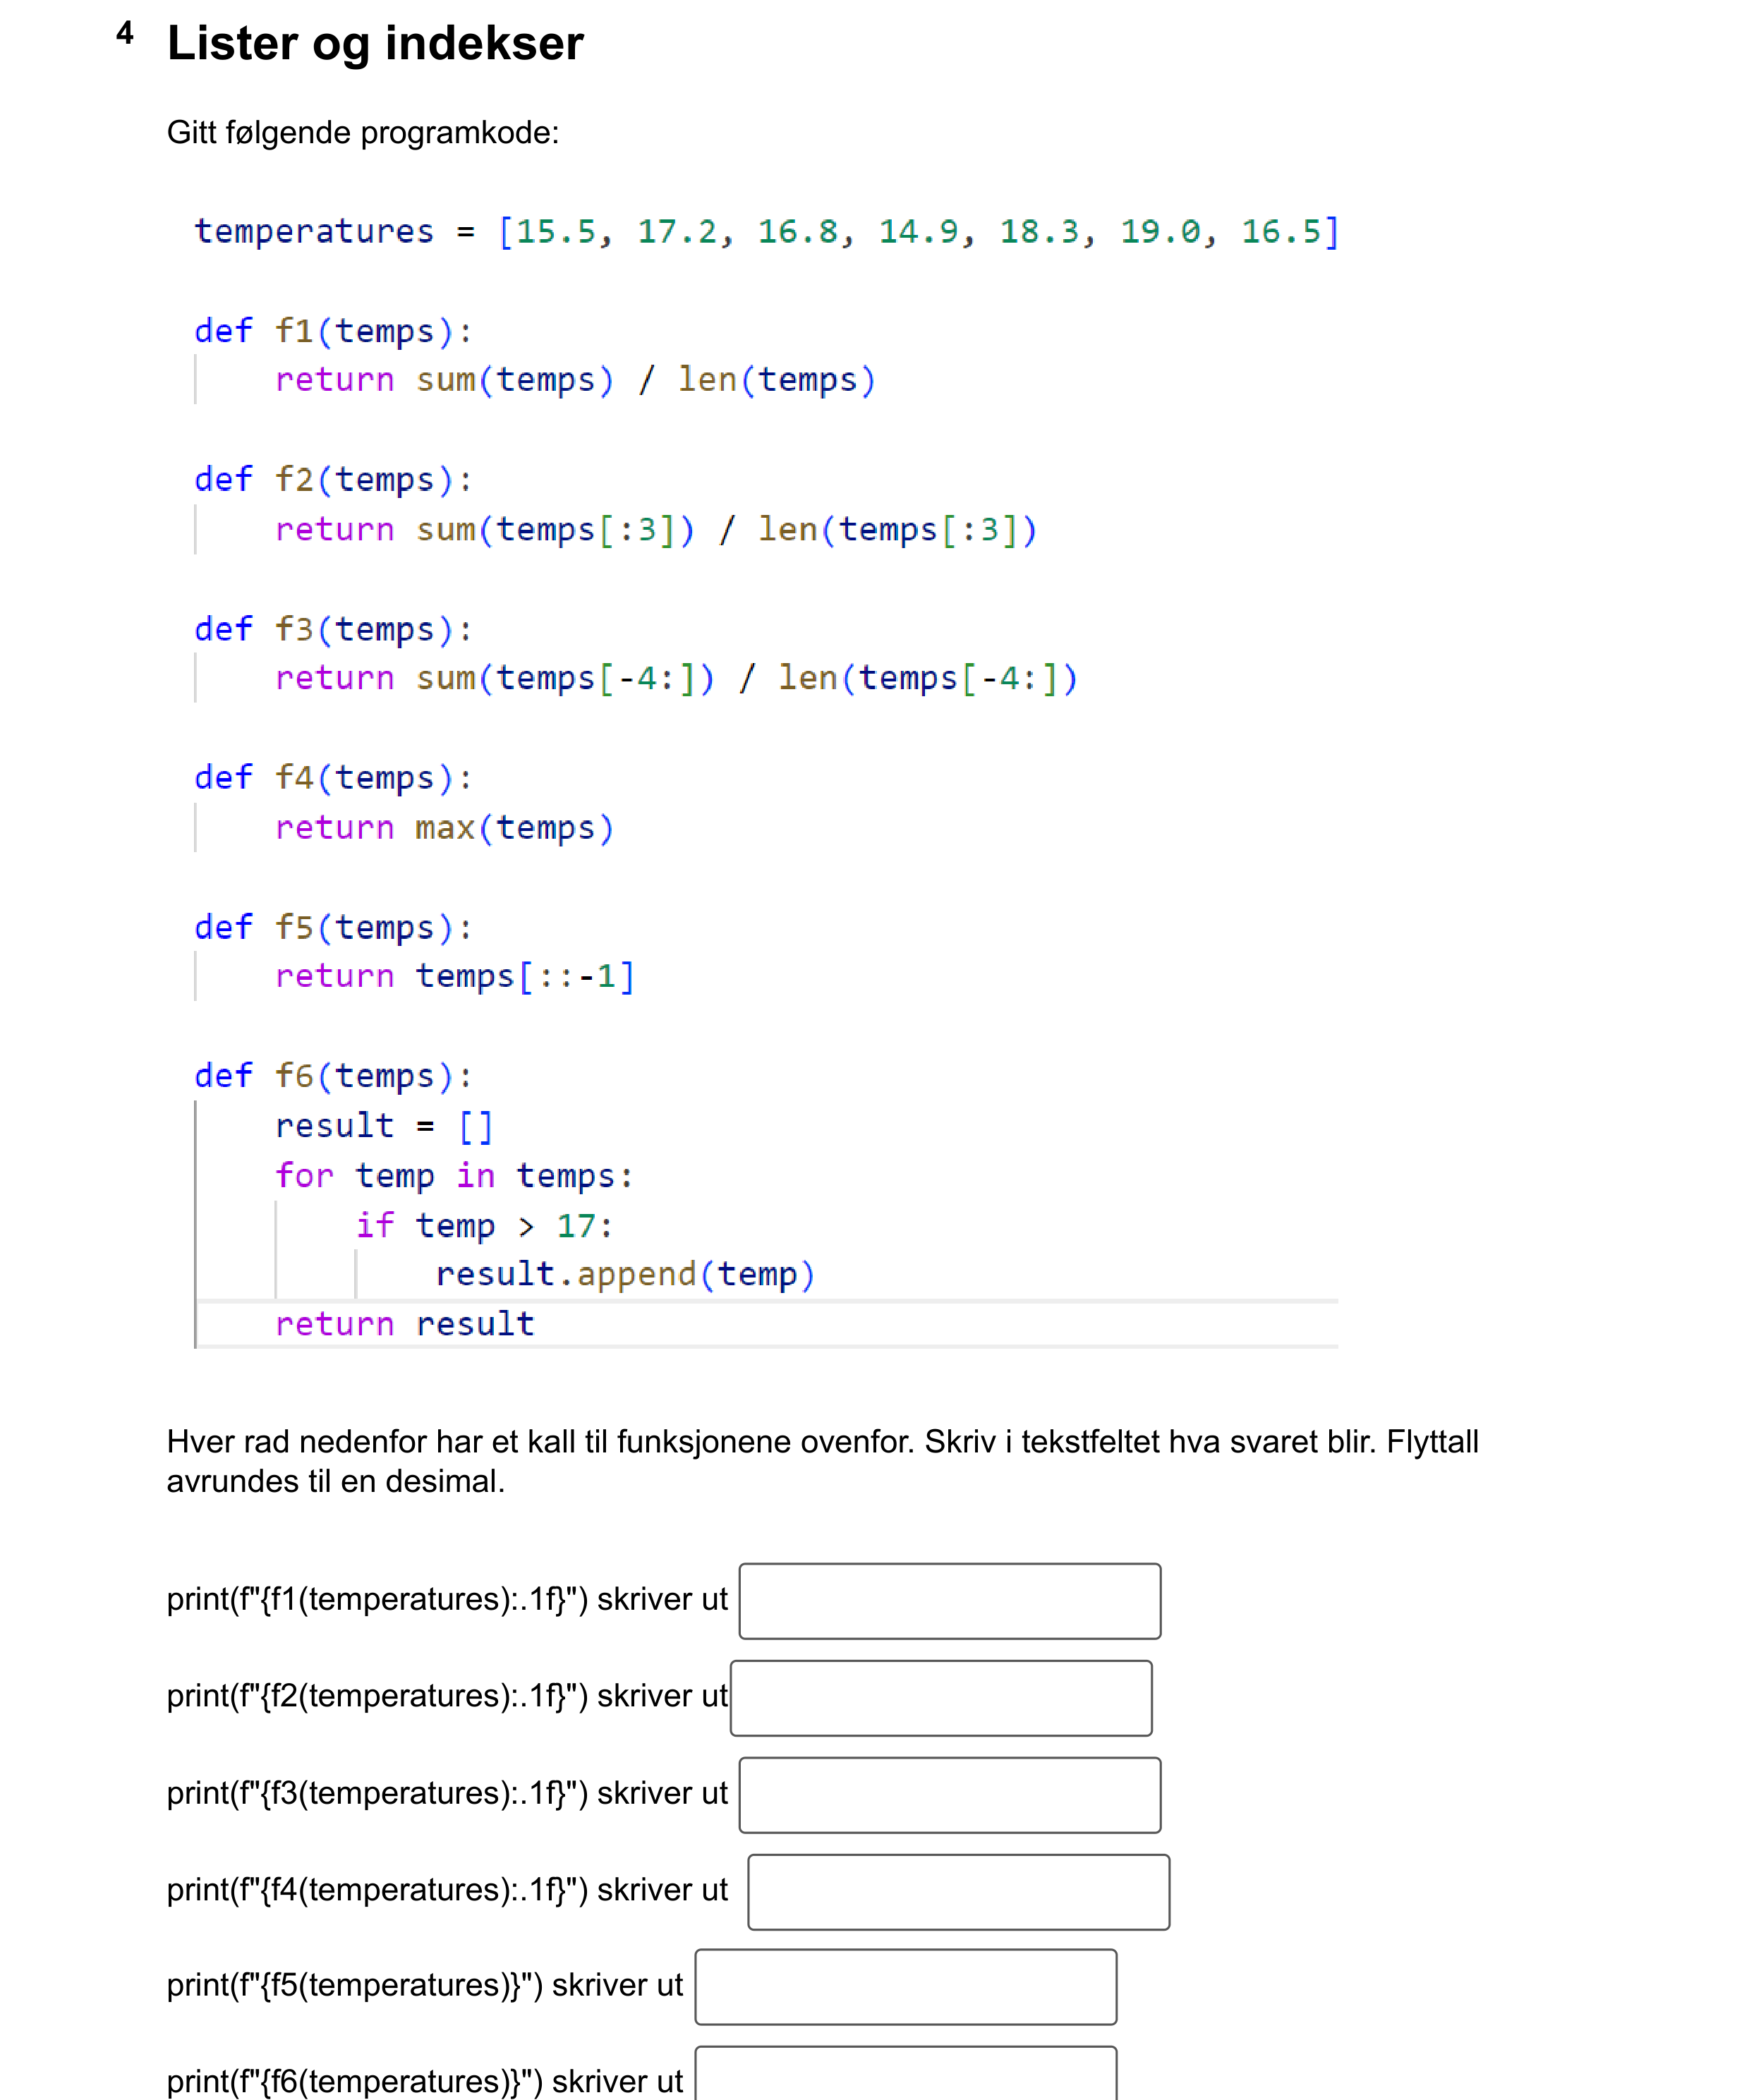 4 Lister og indekser
Gitt følgende programkode:
temperatures = [15.5, 17.2, 16.8, 14.9, 18.3, 19.0, 16.5]
def f1(temps):
    return sum(temps) / len(temps)
def f2(temps):
    return sum(temps[:3]) / len(temps[:3])
def f3(temps):
    return sum(temps[-4:]) / len(temps[-4:])
def f4(temps):
    return max(temps)
def f5(temps):
    return temps[::-1]
def f6(temps):
    result = []
    for temp in temps:
        if temp > 17:
            result.append(temp)
    return result
Hver rad nedenfor har et kall til funksjonene ovenfor. Skriv i tekstfeltet hva svaret blir. Flyttall
avrundes til en desimal.
print(f"{f1(temperatures):.1f}") skriver ut
print(f"{f2(temperatures):.1f}") skriver ut
print(f"{f3(temperatures):.1f}") skriver ut
print(f"{f4(temperatures):.1f}") skriver ut
print(f"{f5(temperatures)}") skriver ut
print(f"{f6(temperatures)}") skriver ut